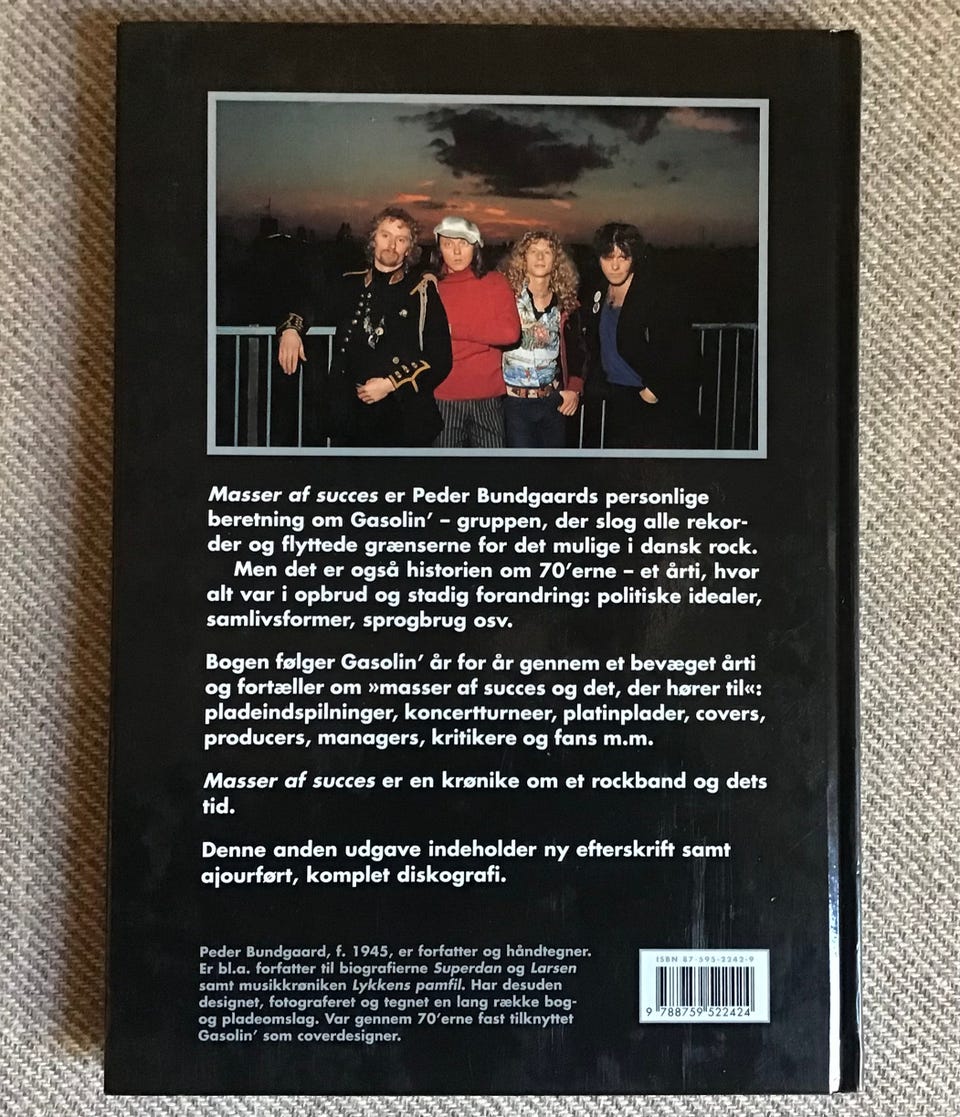 Masser af succes er Peder Bundgaards personlige
beretning om Gasolin’ – gruppen, der slog alle rekor-
der og flyttede grænserne for det mulige i dansk rock.
Men det er også historien om 70’erne – et årti, hvor
alt var i opbrud og stadig forandring: politiske idealer,
samlivsformer, sprogbrug osv.
Bogen følger Gasolin’ år for år gennem et bevæget årti
og fortæller om »masser af succes og det, der hører til«:
pladeindspilninger, koncertturneer, platinplader, covers,
producers, managers, kritikere og fans m.m.
Masser af succes er en krønike om et rockband og dets
tid.
Denne anden udgave indeholder ny efterskrift samt
ajourført, komplet diskografi.
Peder Bundgaard, f. 1945, er forfatter og håndtegner.
Er bl.a. forfatter til biografierne Superdan og Larsen
samt musikkrøniken Lykkens pamfil. Har desuden
designet, fotograferet og tegnet en lang række bog-
og pladeomslag. Var gennem 70’erne fast tilknyttet
Gasolin’ som coverdesigner.
ISBN 87-595-2242-9
9 788759 522424